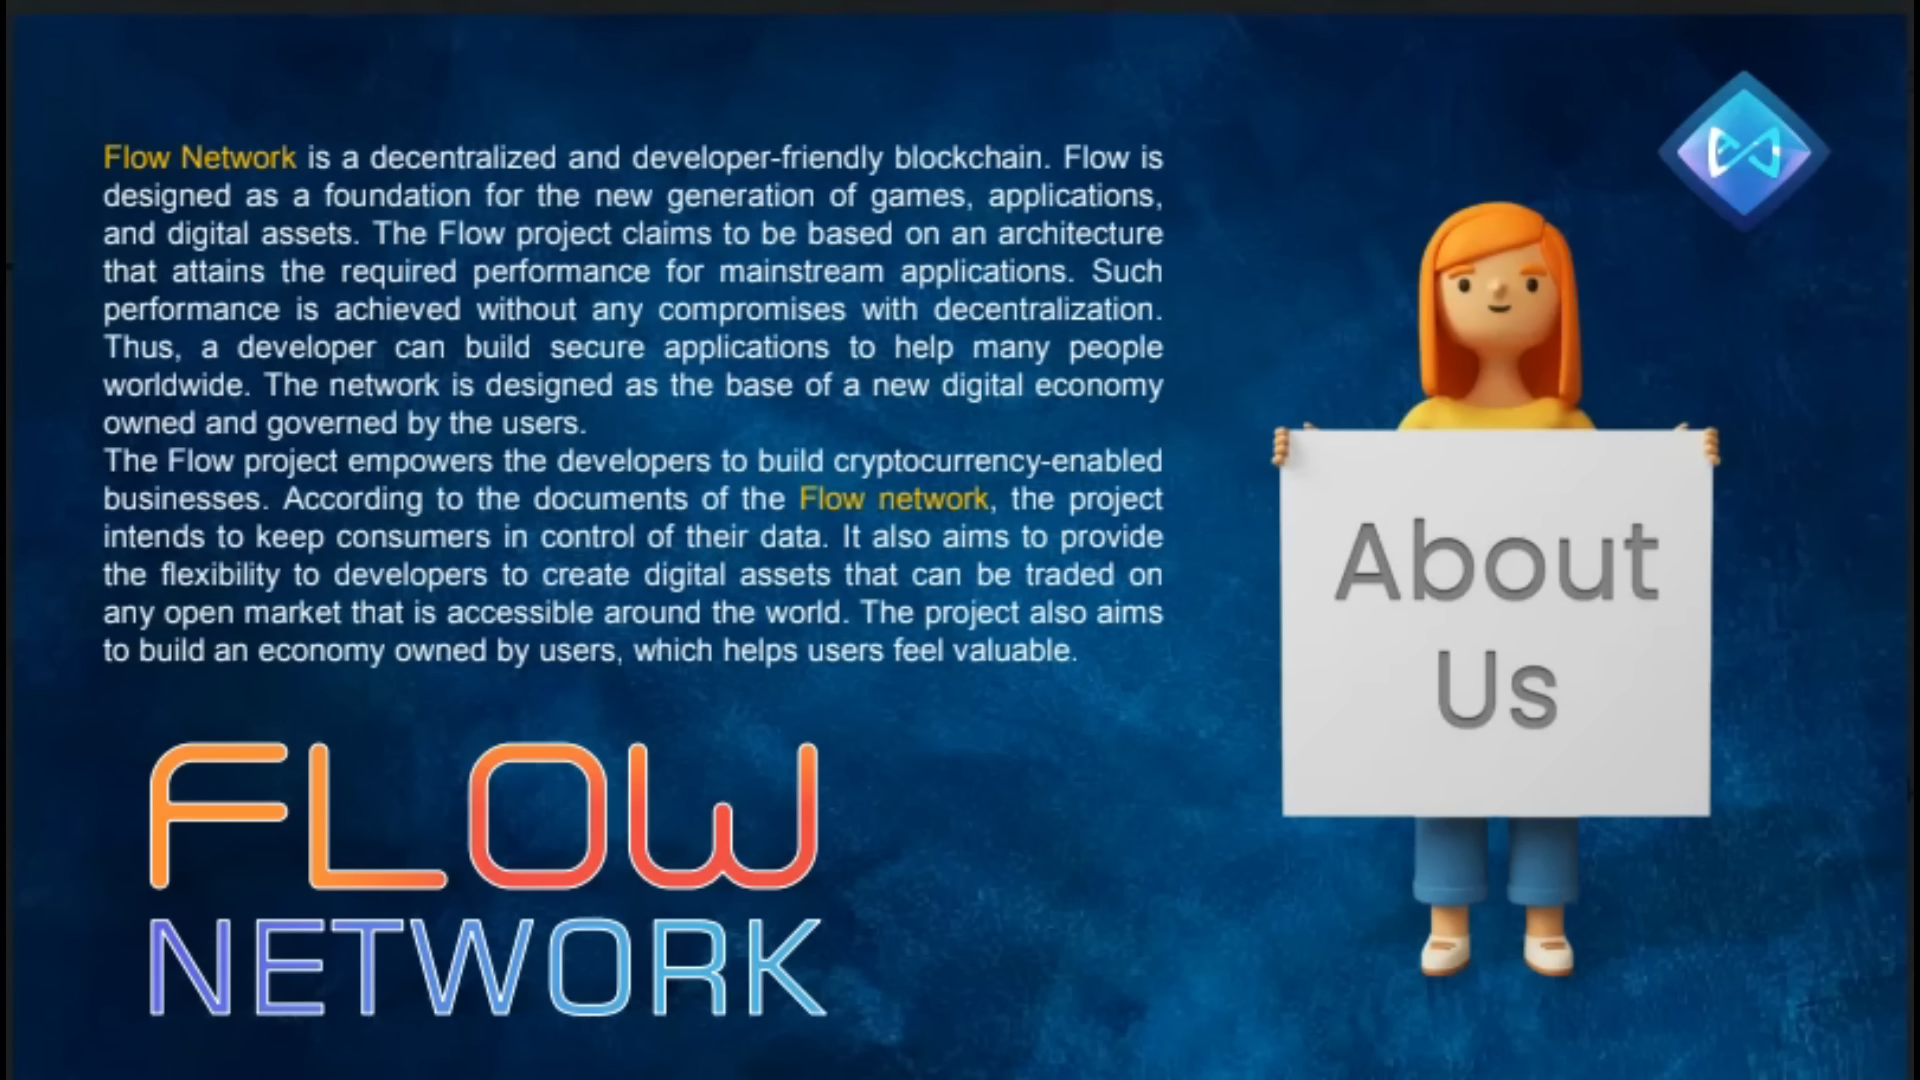 Flow Network is a decentralized and developer-friendly blockchain. Flow is
designed as a foundation for the new generation of games, applications,
and digital assets. The Flow project claims to be based on an architecture
that attains the required performance for mainstream applications. Such
performance is achieved without any compromises with decentralization.
Thus, a developer can build secure applications to help many people
worldwide. The network is designed as the base of a new digital economy
owned and governed by the users.
The Flow project empowers the developers to build cryptocurrency-enabled
businesses. According to the documents of the Flow network, the project
intends to keep consumers in control of their data. It also aims to provide
the flexibility to developers to create digital assets that can be traded on
any open market that is accessible around the world. The project also aims
to build an economy owned by users, which helps users feel valuable.
FLOW
NETWORK
About
Us